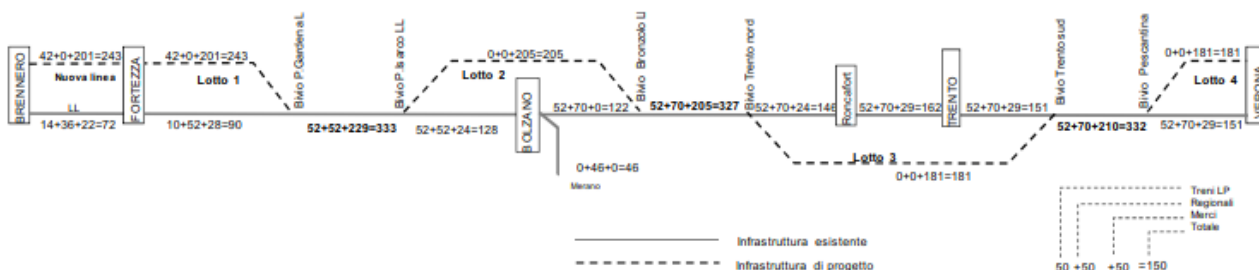 BRENNERO
42+0+201=243
Nuova linea
LL
14+36+22=72
FORTEZZA
42+0+201=243
Lotto 1
10+52+28=90
Bivio P.Gardena L
52+52+229=333
Bivio P.Isarco LL
0+0+205=205
Lotto 2
52+52+24=128
BOLZANO
0+46+0=46
Merano
52+70+0=122
Bivio Bronzolo Ll
52+70+205=327
Bivio Trento nord
52+70+24=146
Roncafort
52+70+29=162
TRENTO
52+70+29=151
Lotto 3
0+0+181=181
Bivio Trento sud
52+70+210=332
Bivio Pescantina
0+0+181=181
Lotto 4
52+70+29=151
VERONA
Infrastruttura esistente
Infrastruttura di progetto
Treni LP
Regionali
Merci
Totale
50 +50 +50 =150